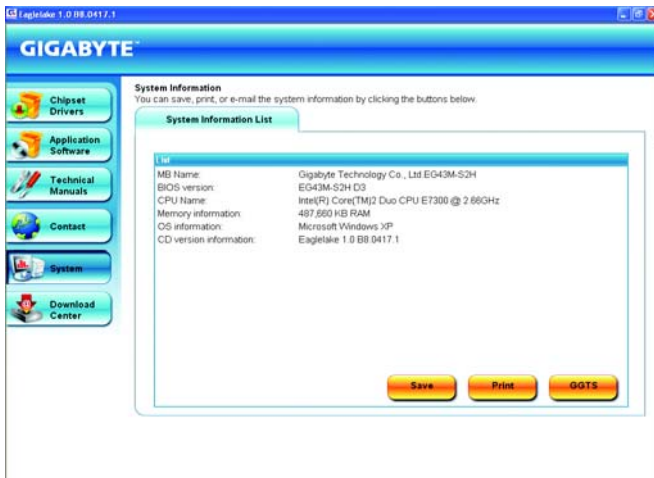 Eaglelake 1.0 B8.0417.1
GIGABYTE™
Chipset
Drivers
Application
Software
Technical
Manuals
Contact
System
Download
Center
System Information
You can save, print, or e-mail the system information by clicking the buttons below.
System Information List
List
MB Name: Gigabyte Technology Co., Ltd.EG43M-S2H
BIOS version: EG43M-S2H D3
CPU Name: Intel(R) Core(TM)2 Duo CPU E7300 @ 2.66GHz
Memory information: 487,660 KB RAM
OS information: Microsoft Windows XP
CD version information: Eaglelake 1.0 B8.0417.1
Save Print GGTS